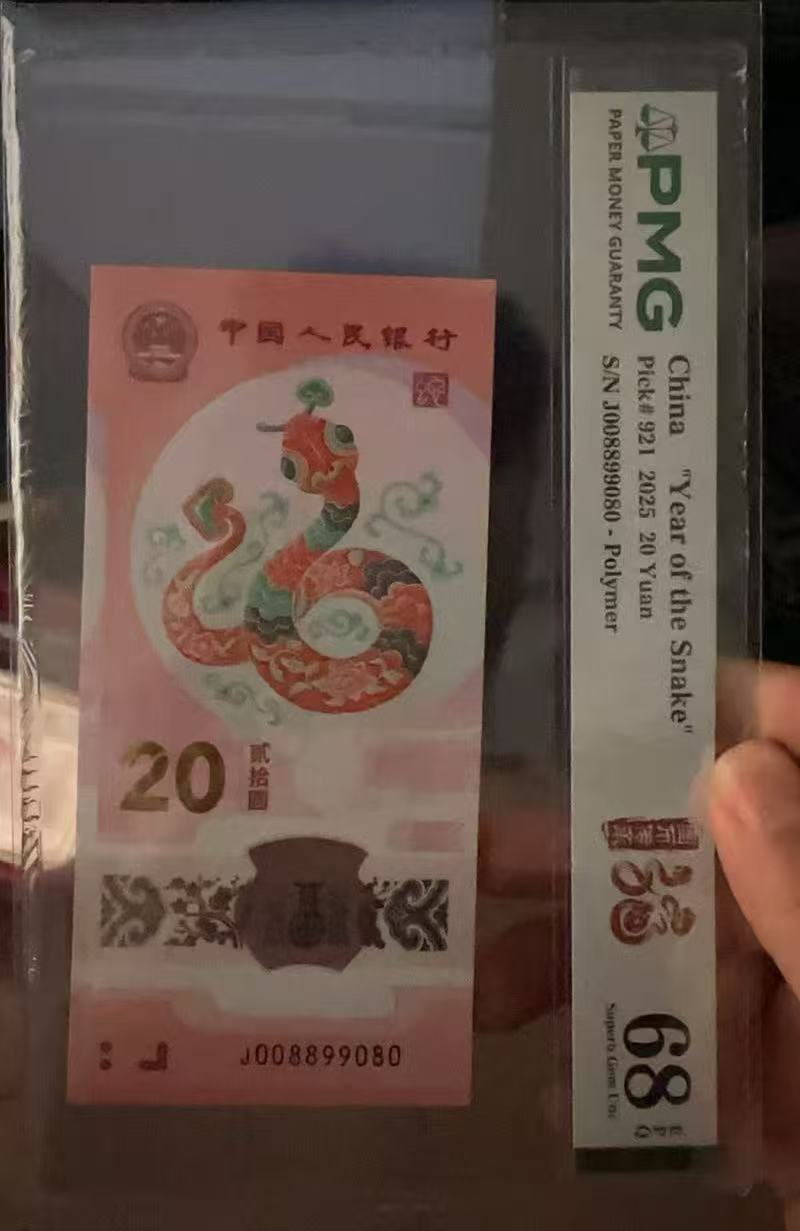 中国人民银行
20
贰拾圆
J008899080
PMG
PAPER MONEY GUARANTY
China "Year of the Snake"
Pick# 921 2025 20 Yuan
S/N J008899080 - Polymer
68
EPQ
Superb Gem Unc